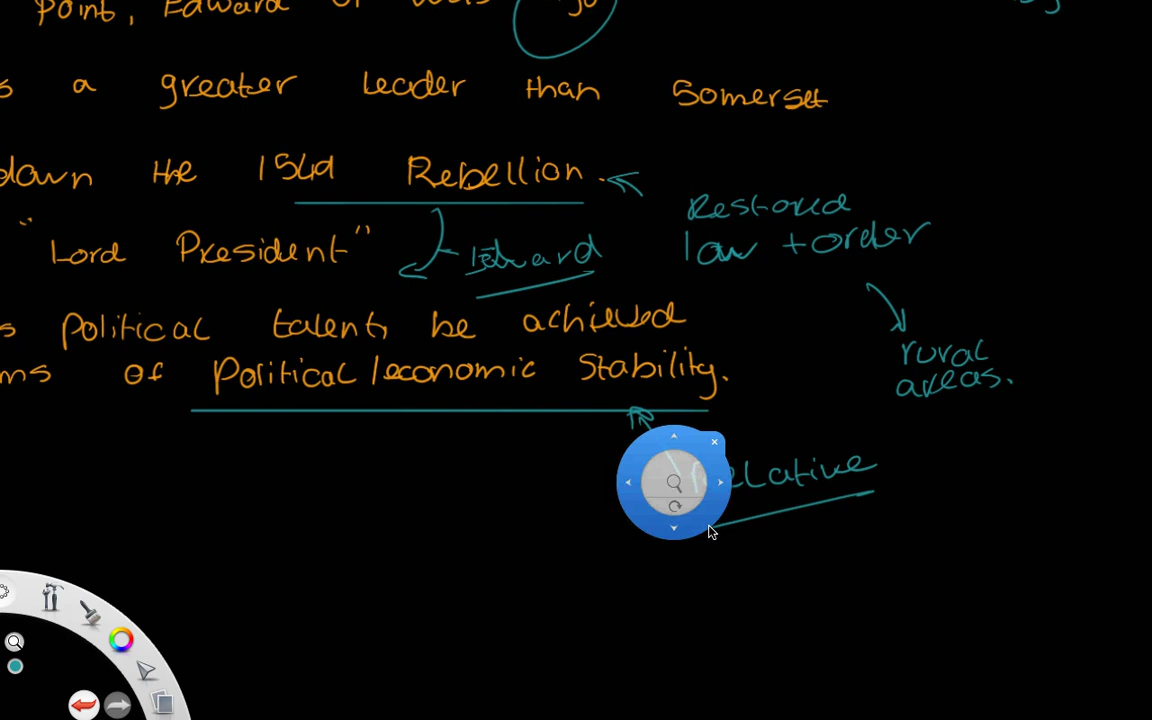 Point, Edward
s a greater leader than Somerset
down the 1549 Rebellion.
Restored
law + order
"Lord President"
Edward
s Political talent, he achieved
rural
areas.
ms of Political/economic Stability.
Relative